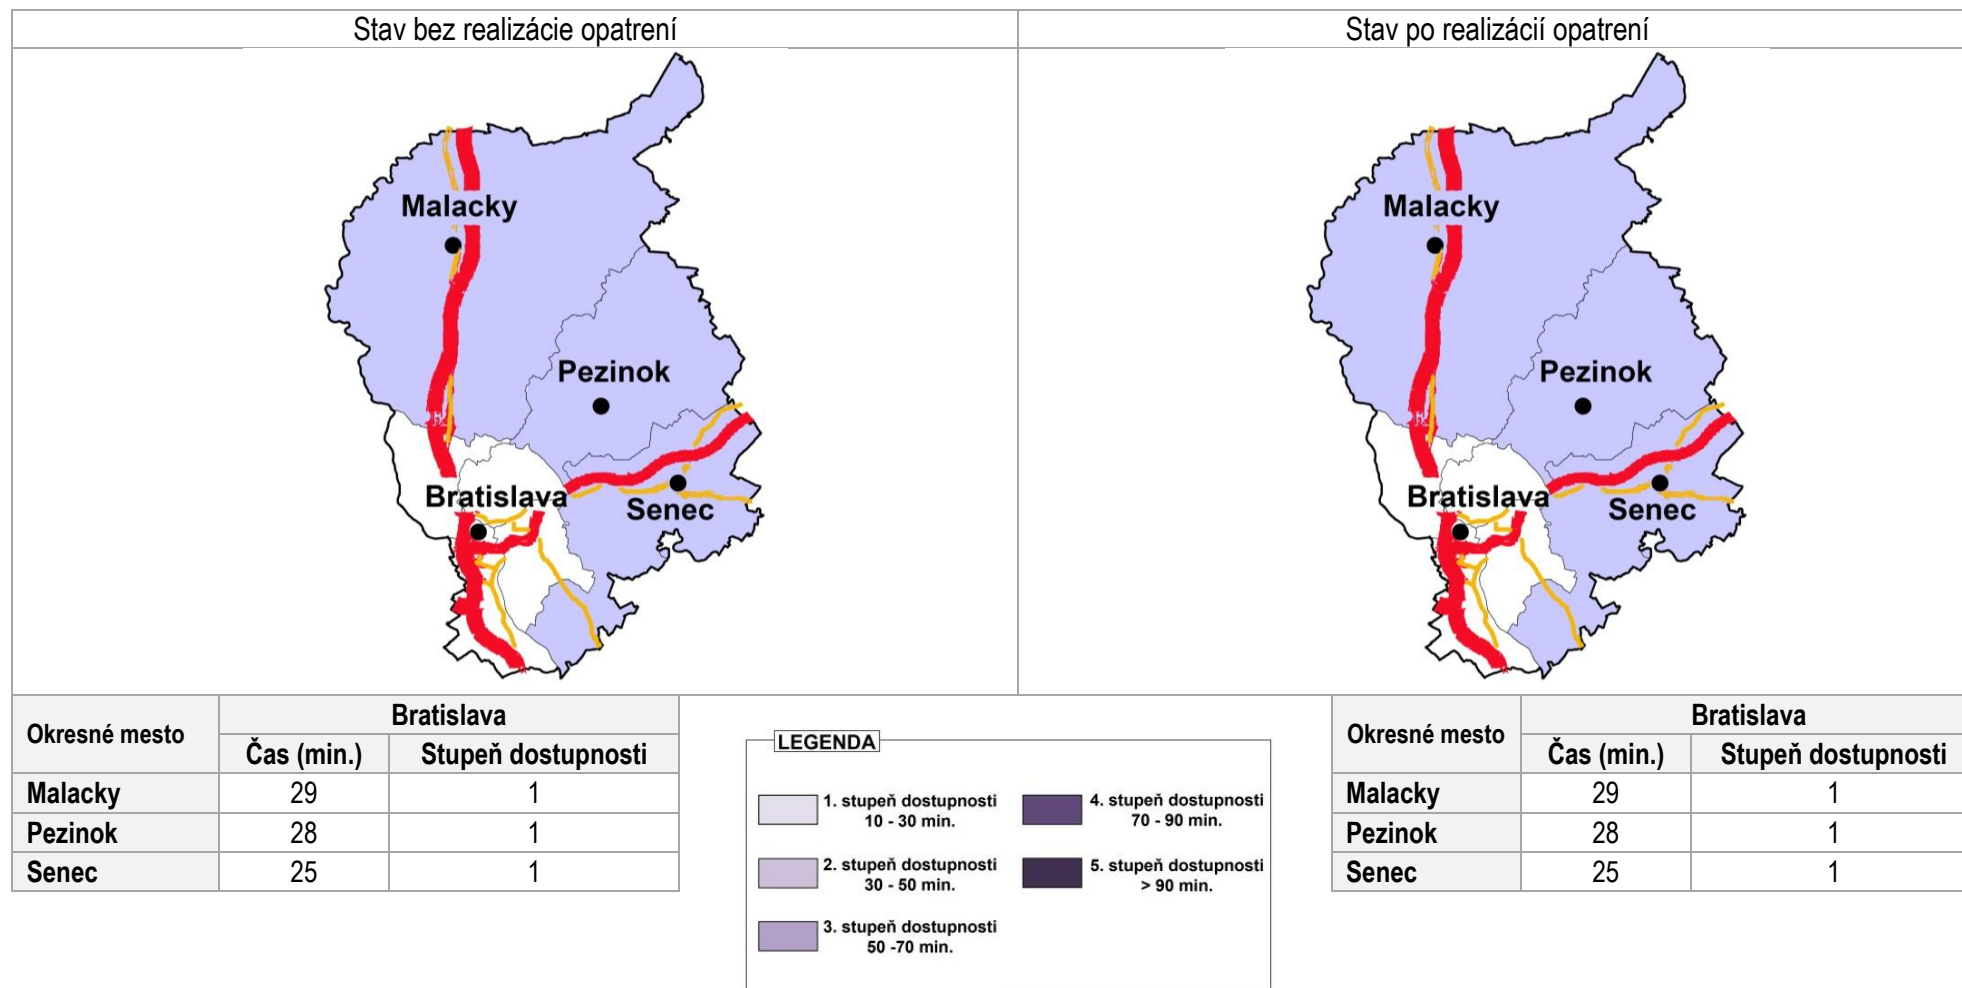 Stav bez realizácie opatrení
Stav po realizácií opatrení
Malacky
Pezinok
Bratislava
Senec
Malacky
Pezinok
Bratislava
Senec
Okresné mesto Bratislava
Čas (min.) Stupeň dostupnosti
Malacky 29 1
Pezinok 28 1
Senec 25 1
LEGENDA
1. stupeň dostupnosti
10 - 30 min.
2. stupeň dostupnosti
30 - 50 min.
3. stupeň dostupnosti
50 -70 min.
4. stupeň dostupnosti
70 - 90 min.
5. stupeň dostupnosti
> 90 min.
Okresné mesto Bratislava
Čas (min.) Stupeň dostupnosti
Malacky 29 1
Pezinok 28 1
Senec 25 1